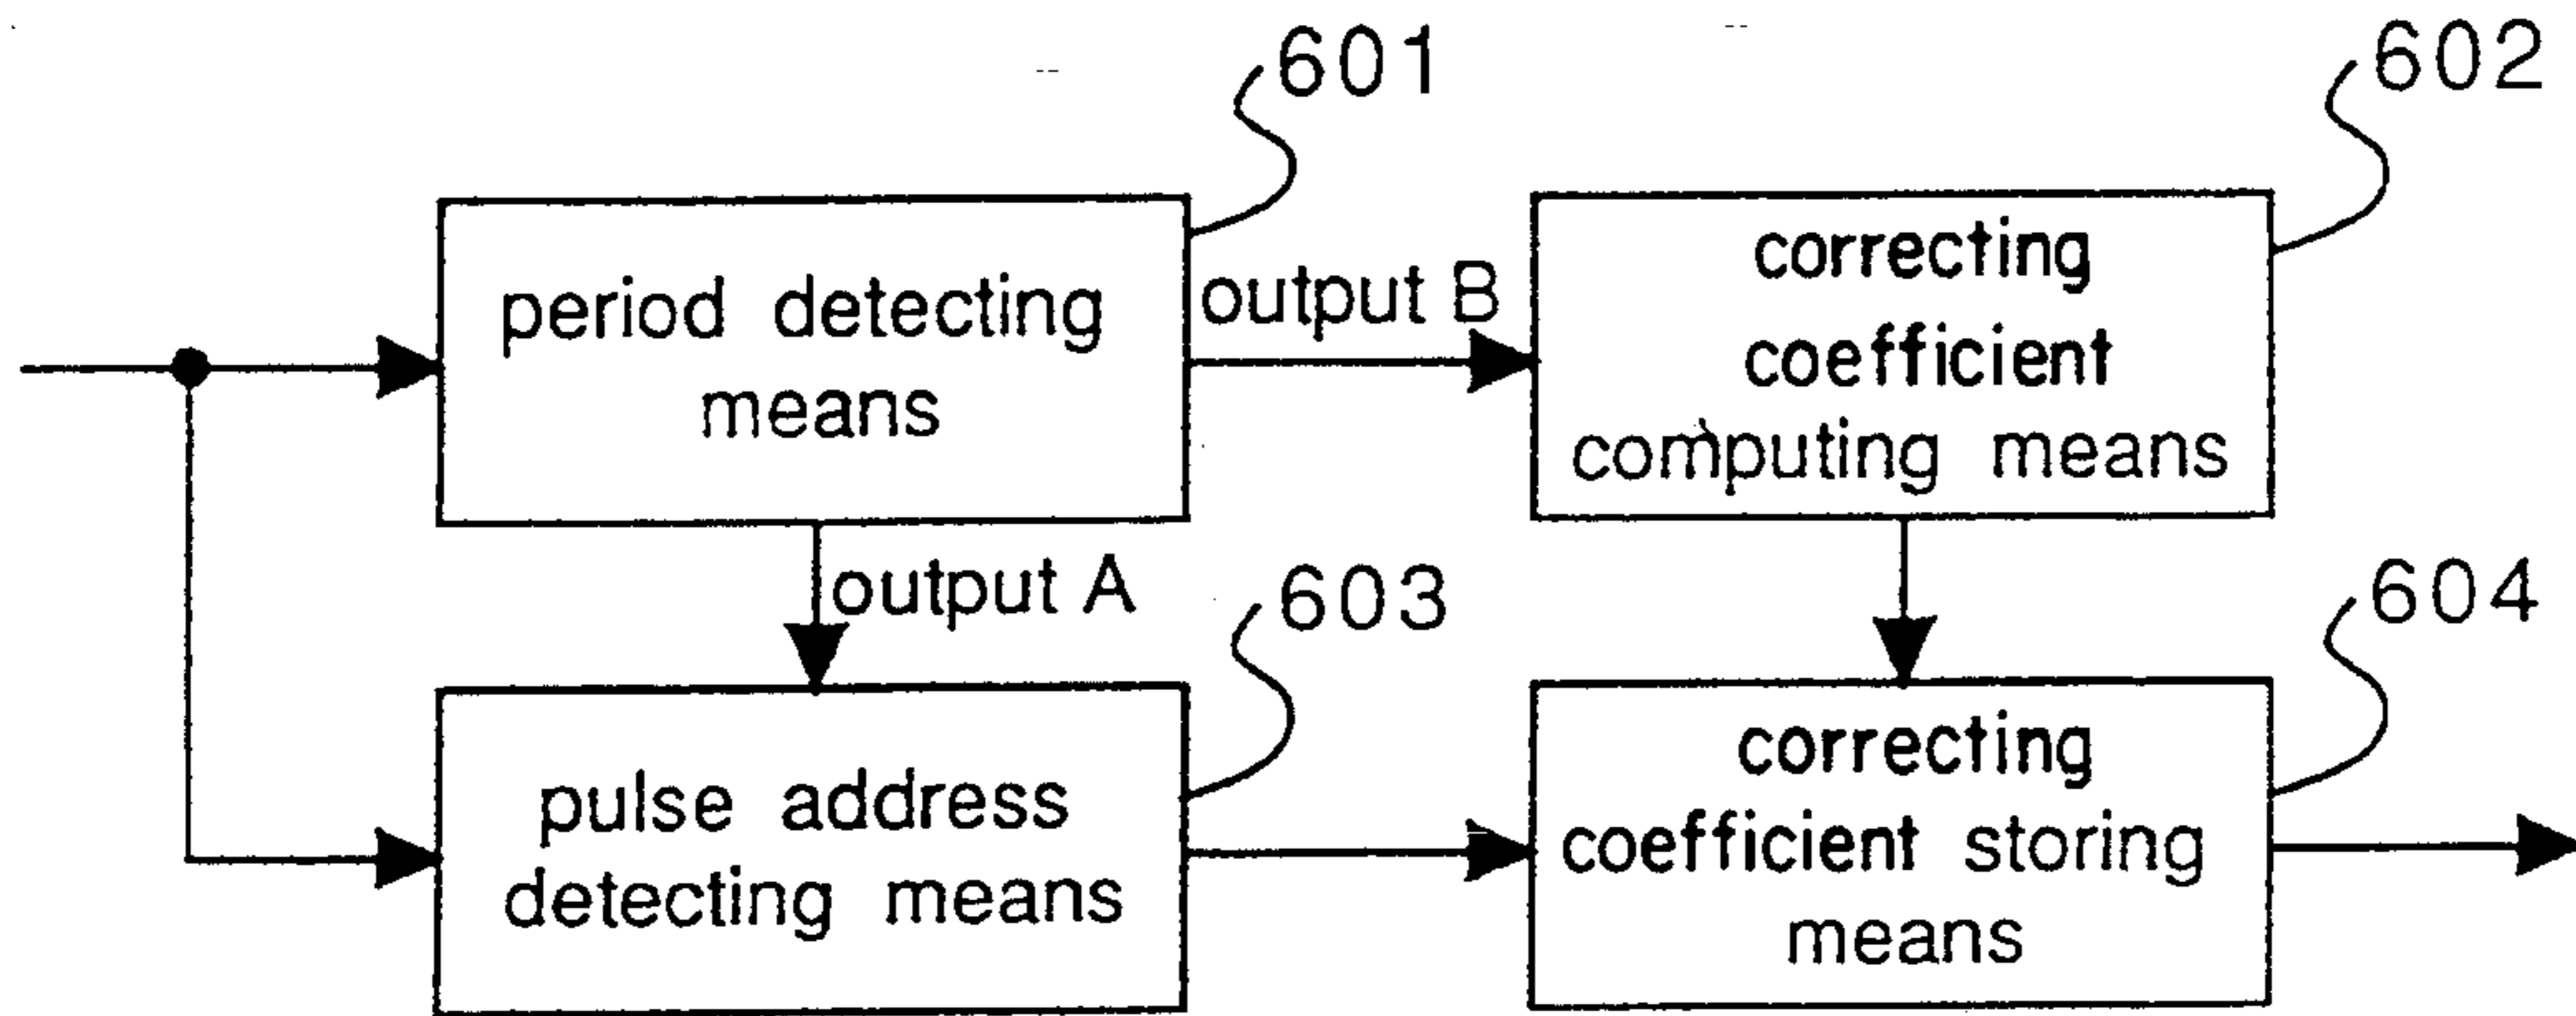 601
602
period detecting
means
output B
correcting
coefficient
computing means
output A
603
604
pulse address
detecting means
correcting
coefficient storing
means